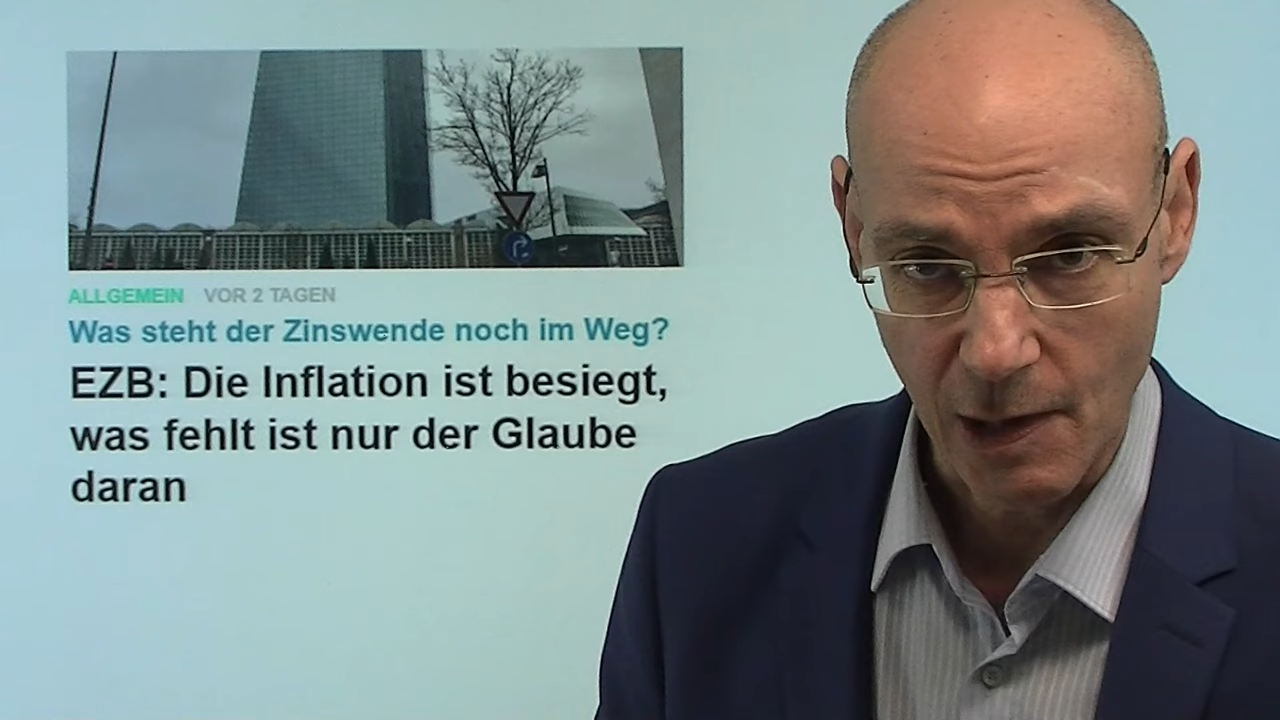 ALLGEMEIN VOR 2 TAGEN
Was steht der Zinswende noch im Weg?
EZB: Die Inflation ist besiegt,
was fehlt ist nur der Glaube
daran